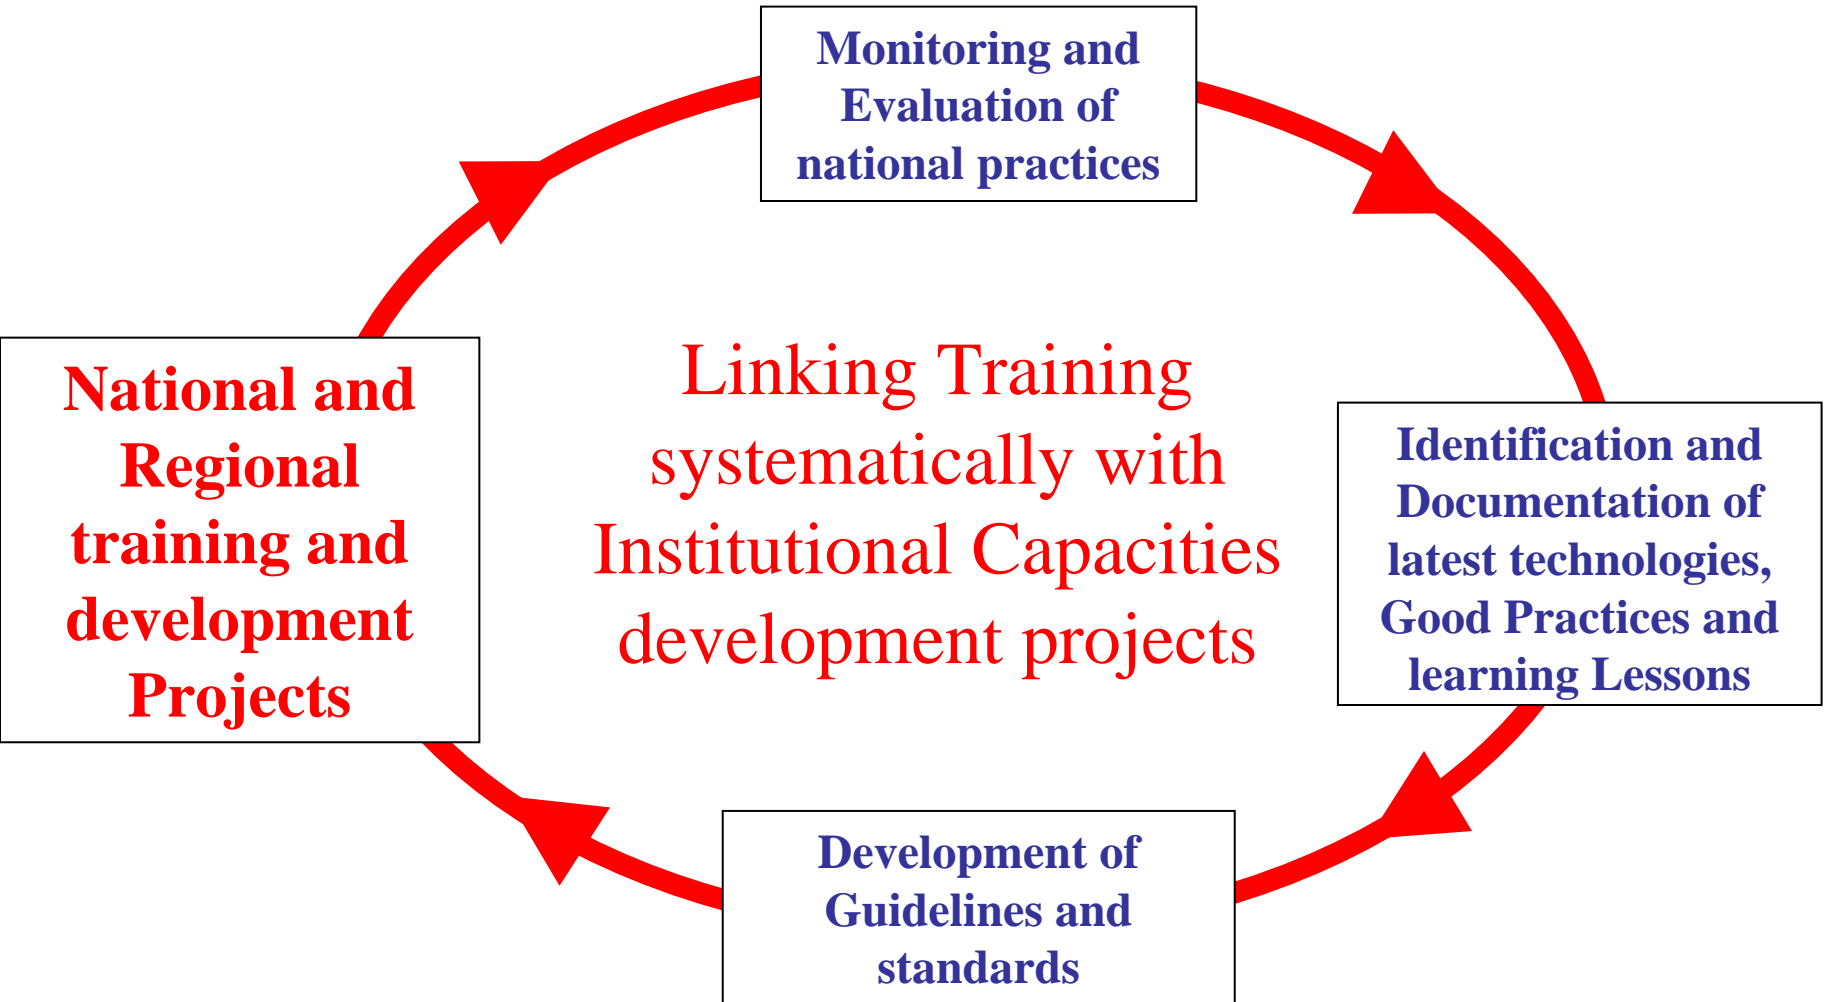 Monitoring and
Evaluation of
national practices
National and
Regional
training and
development
Projects
Linking Training
systematically with
Institutional Capacities
development projects
Identification and
Documentation of
latest technologies,
Good Practices and
learning Lessons
Development of
Guidelines and
standards